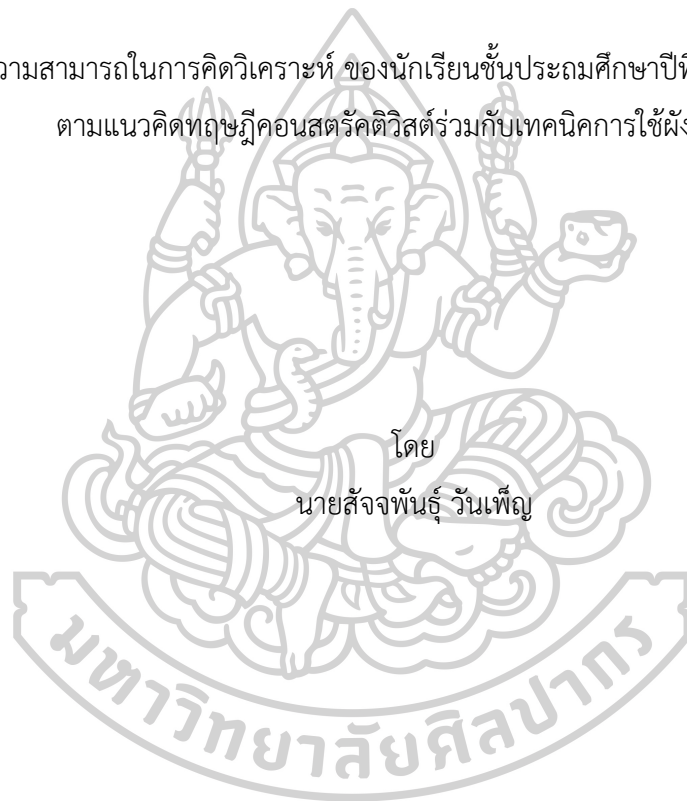 วามสามารถในการคิดวิเคราะห์ ของนักเรียนชั้นประถมศึกษาปีที่
ตามแนวคิดทฤษฎีคอนสตรัคติวิสต์ร่วมกับเทคนิคการใช้ผัง
โดย
นายสัจจพันธุ์ วันเพ็ญ
มหาวิทยาลัยศิลปากร